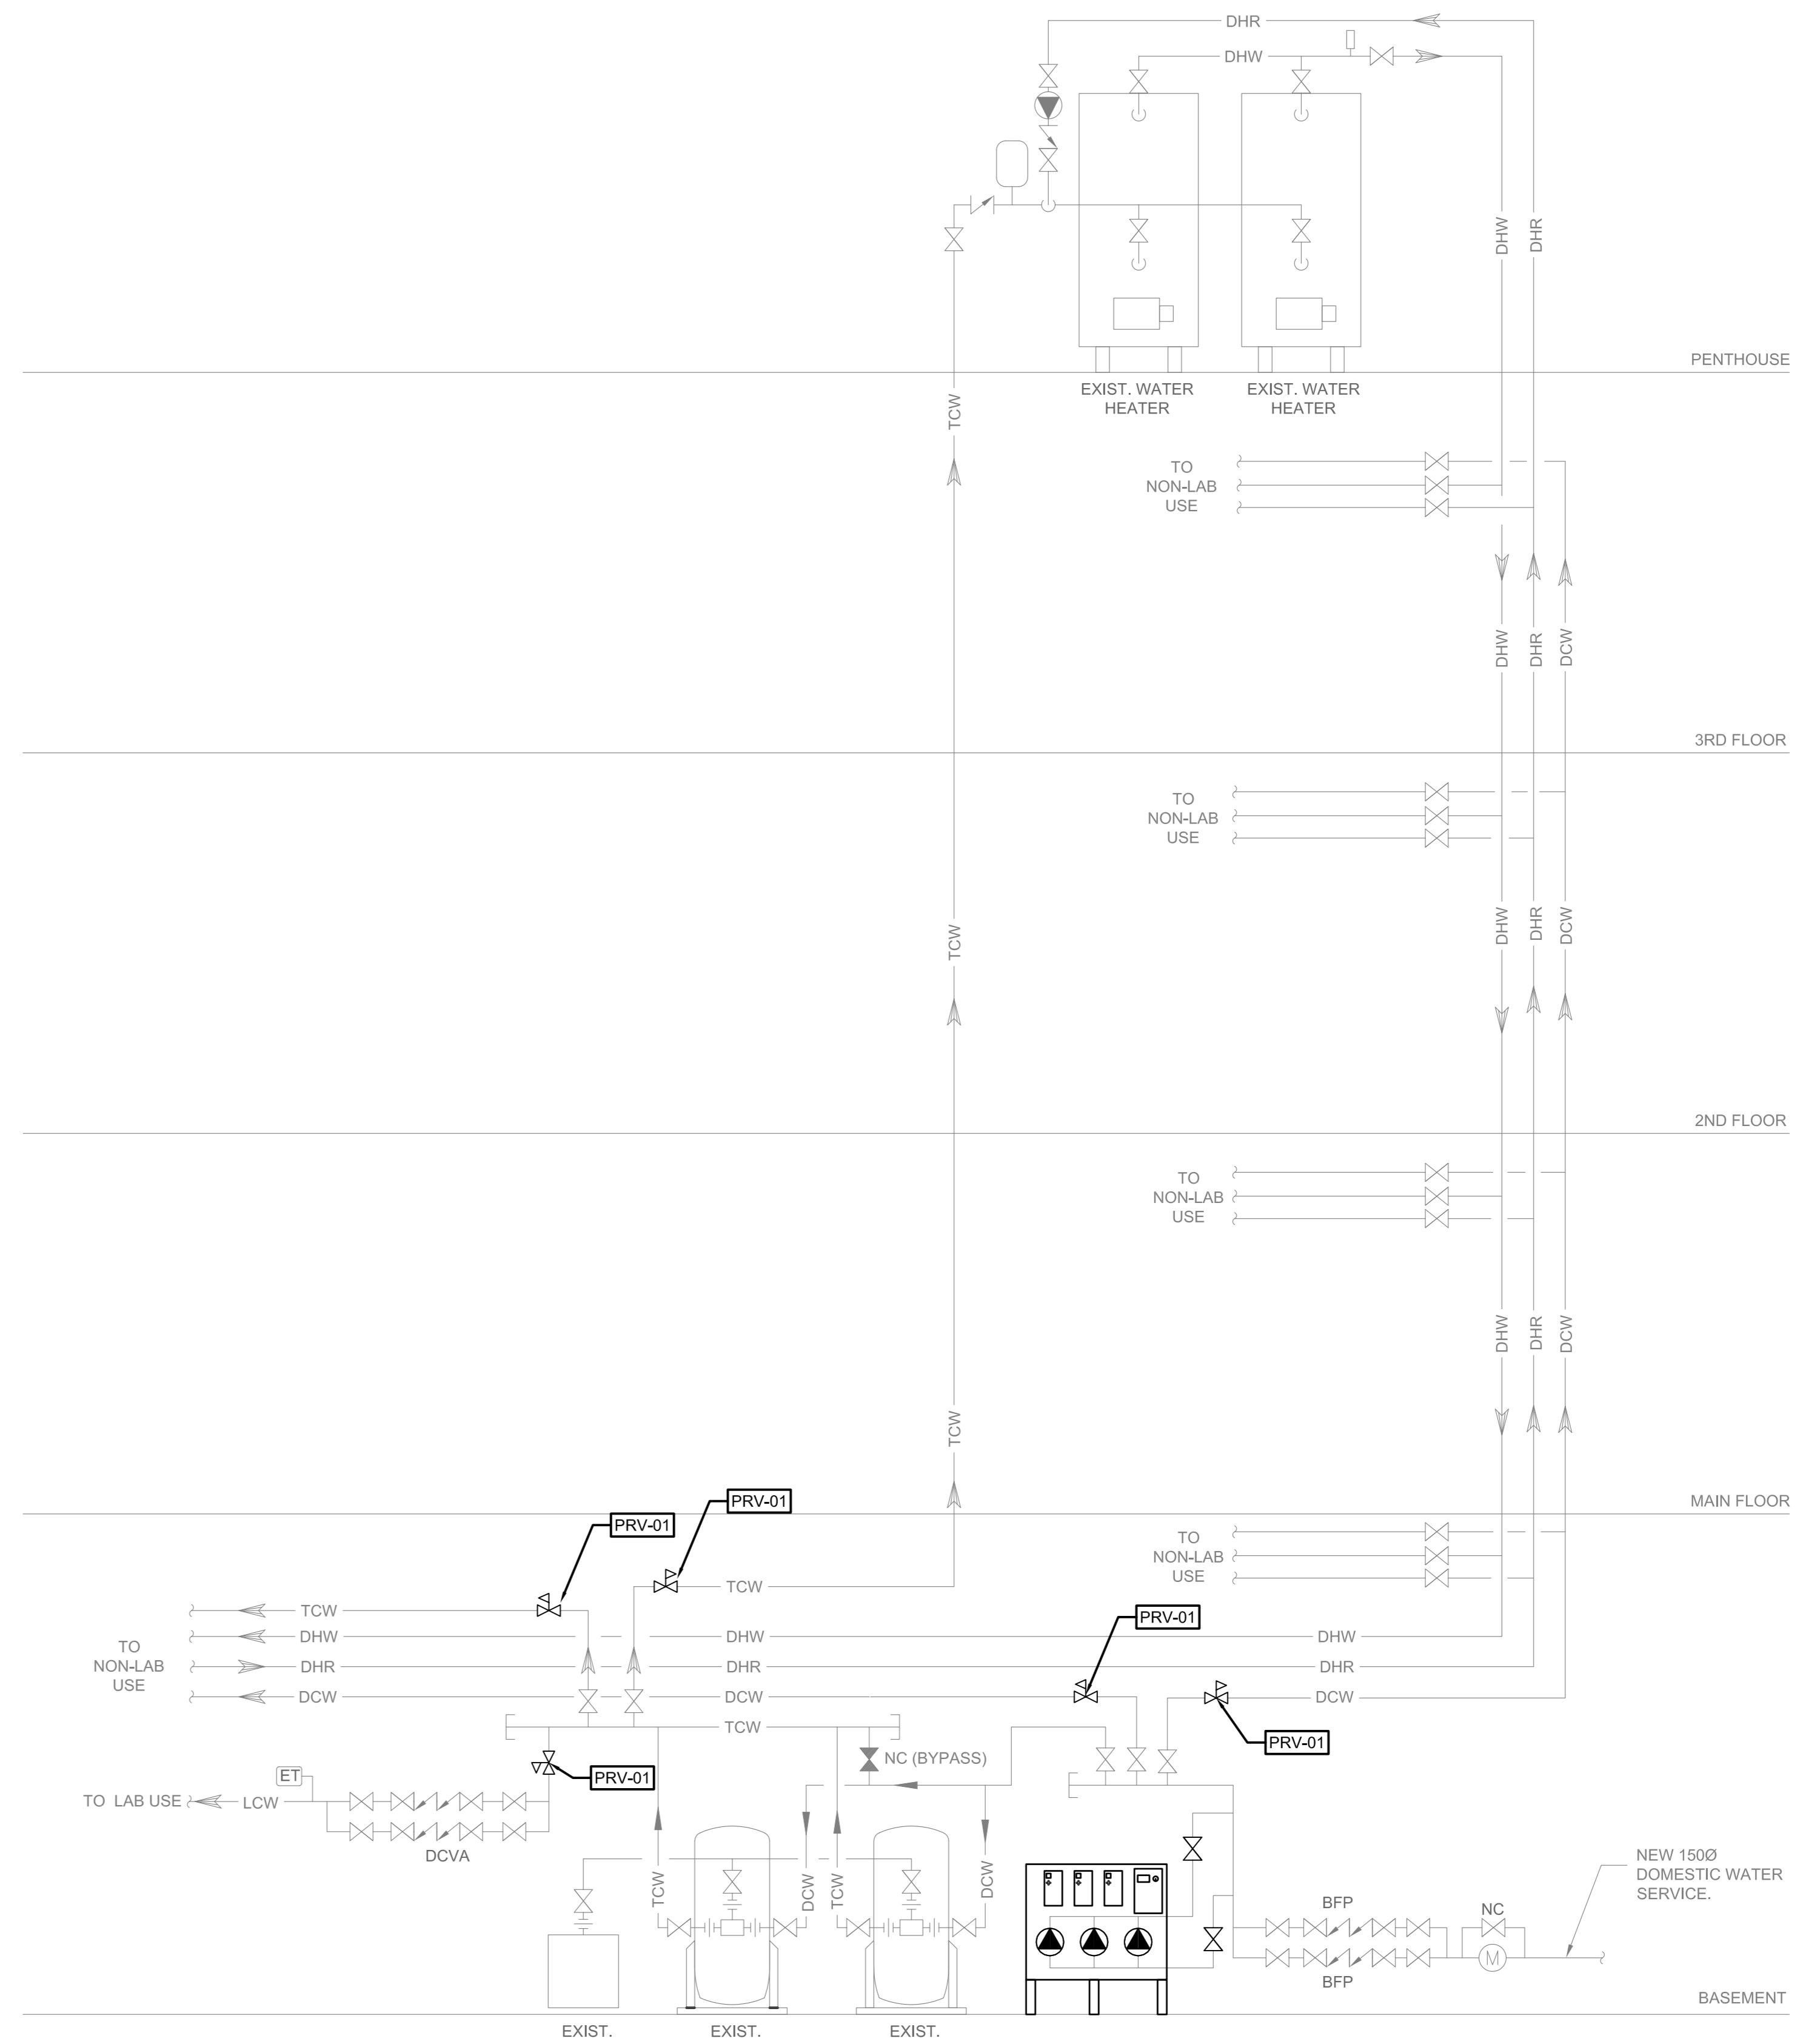 DHR
DHW
DHW
DHR
PENTHOUSE
EXIST. WATER
HEATER
EXIST. WATER
HEATER
TCW
TO
NON-LAB
USE
DHW
DHR
DCW
3RD FLOOR
TO
NON-LAB
USE
TCW
DHW
DHR
DCW
2ND FLOOR
TO
NON-LAB
USE
DHW
DHR
DCW
TCW
PRV-01
MAIN FLOOR
PRV-01
TO
NON-LAB
USE
TCW
TCW
PRV-01
TO
NON-LAB
USE
DHW
DHW
DHW
DHR
DHR
DHR
DCW
DCW
DCW
TCW
PRV-01
NC (BYPASS)
PRV-01
ET
TO LAB USE
LCW
DCVA
TCW
DCW
TCW
DCW
NEW 150Ø
DOMESTIC WATER
SERVICE.
BFP
NC
M
BFP
BASEMENT
EXIST.
EXIST.
EXIST.